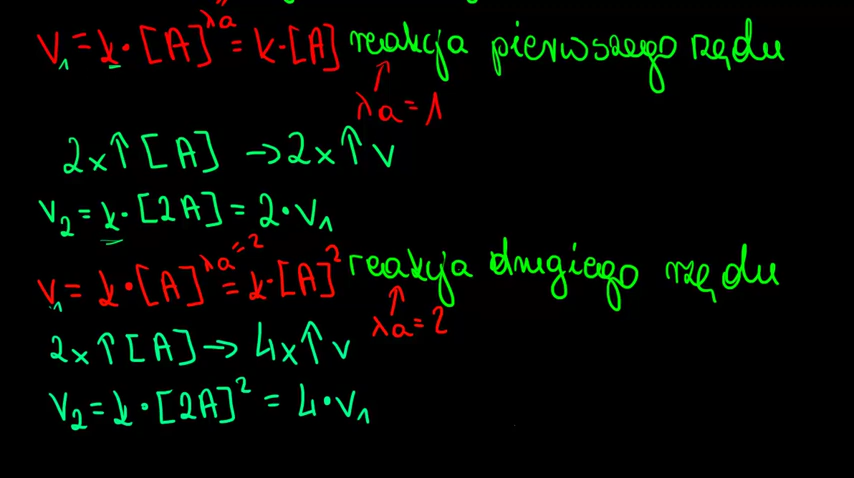 V₁ = k · [A]^λa = k · [A] reakcja pierwszego rzędu
λa = 1
2x↑ [A] → 2x↑ v
V₂ = k · [2A] = 2 · V₁
V₁ = k · [A]^λa=2 = k · [A]² reakcja drugiego rzędu
λa = 2
2x↑ [A] → 4x↑ v
V₂ = k · [2A]² = 4 · V₁